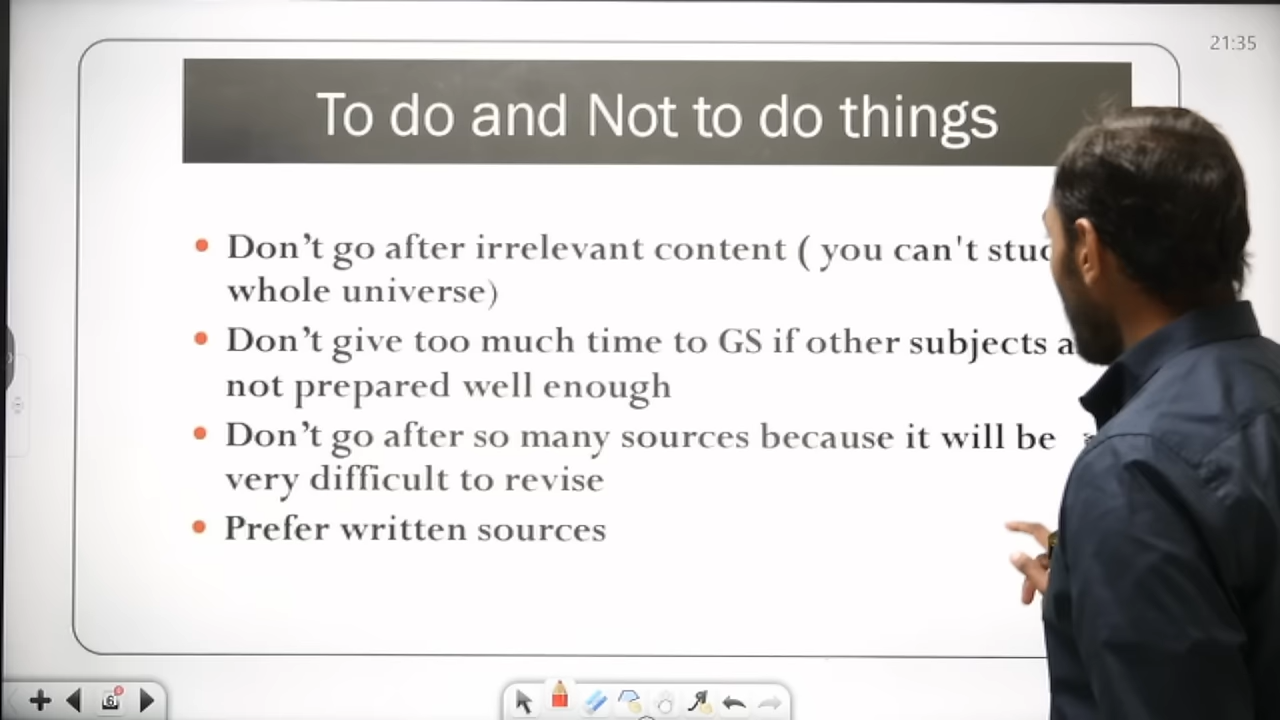 21:35
To do and Not to do things
• Don't go after irrelevant content ( you can't
whole universe)
• Don't give too much time to GS if other subjects
not prepared well enough
• Don't go after so many sources because it will be
very difficult to revise
• Prefer written sources
6